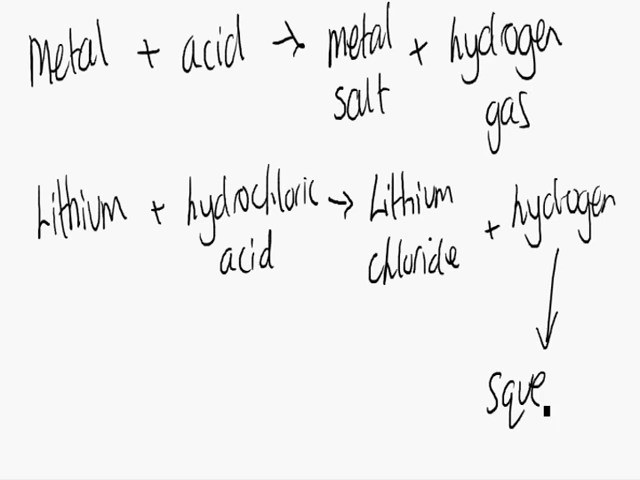 Metal + acid → metal salt + hydrogen gas
Lithium + hydrochloric acid → Lithium chloride + hydrogen
sque